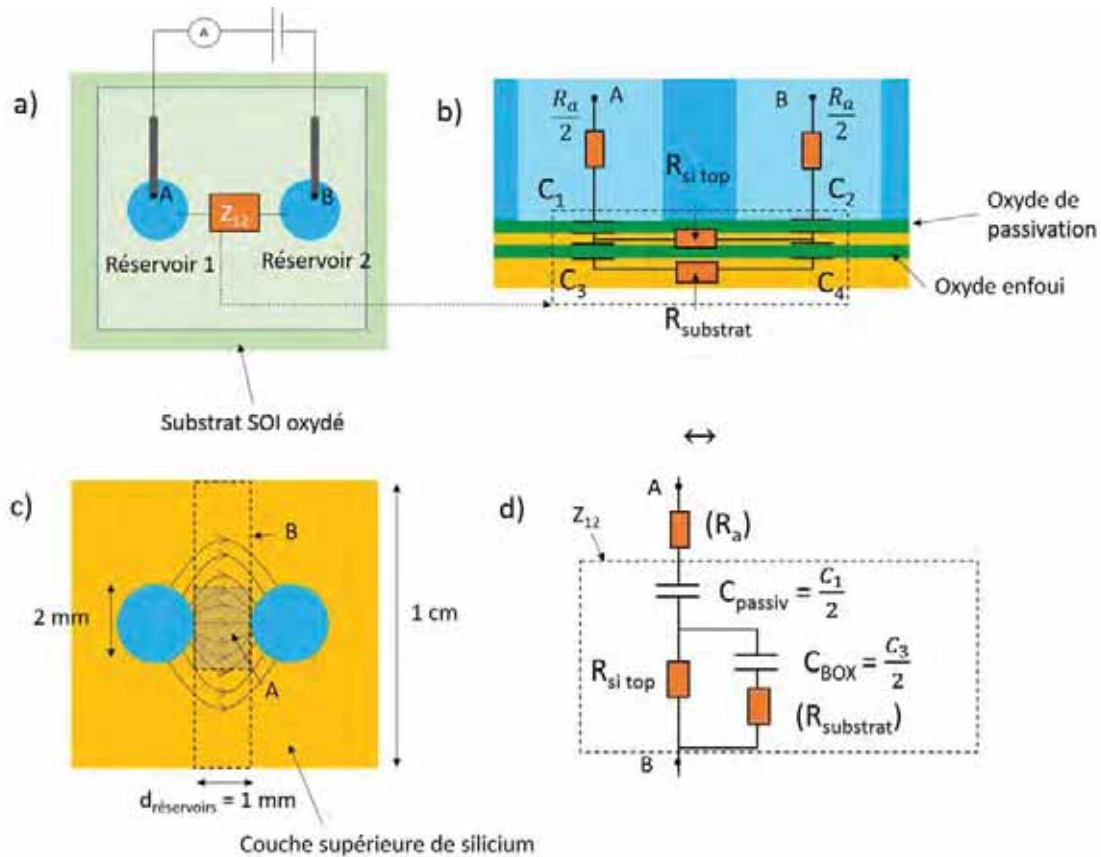 a)
A
A
B
Z12
Réservoir 1
Réservoir 2
Substrat SOI oxydé
b)
A
B
Ra/2
Ra/2
Rsi top
C1
C2
C3
C4
Rsubstrat
Oxyde de
passivation
Oxyde enfoui
↔
c)
B
A
2 mm
1 cm
dréservoirs = 1 mm
Couche supérieure de silicium
d)
A
Z12
(Ra)
Cpassiv = C1/2
Rsi top
CBOX = C3/2
(Rsubstrat)
B